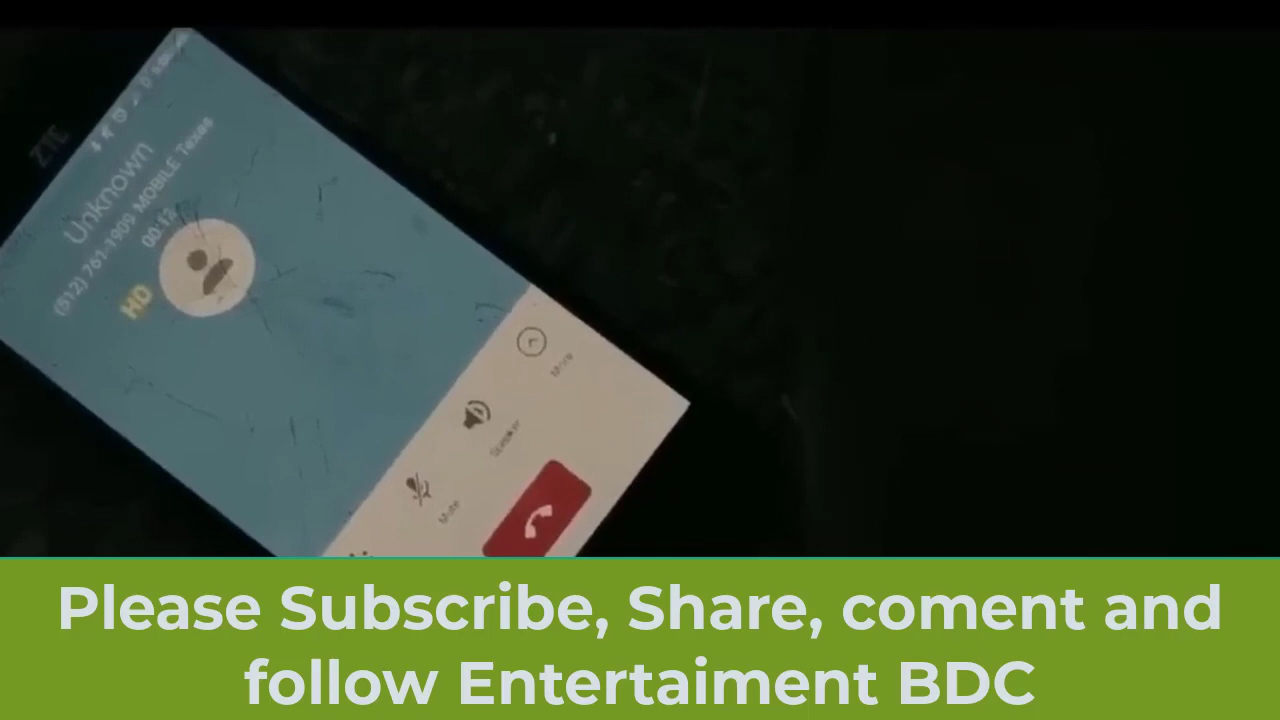 ZTE
Unknown
(512) 761-1909 MOBILE Texas
00:12
HD
More
Speaker
Mute
Please Subscribe, Share, coment and
follow Entertaiment BDC